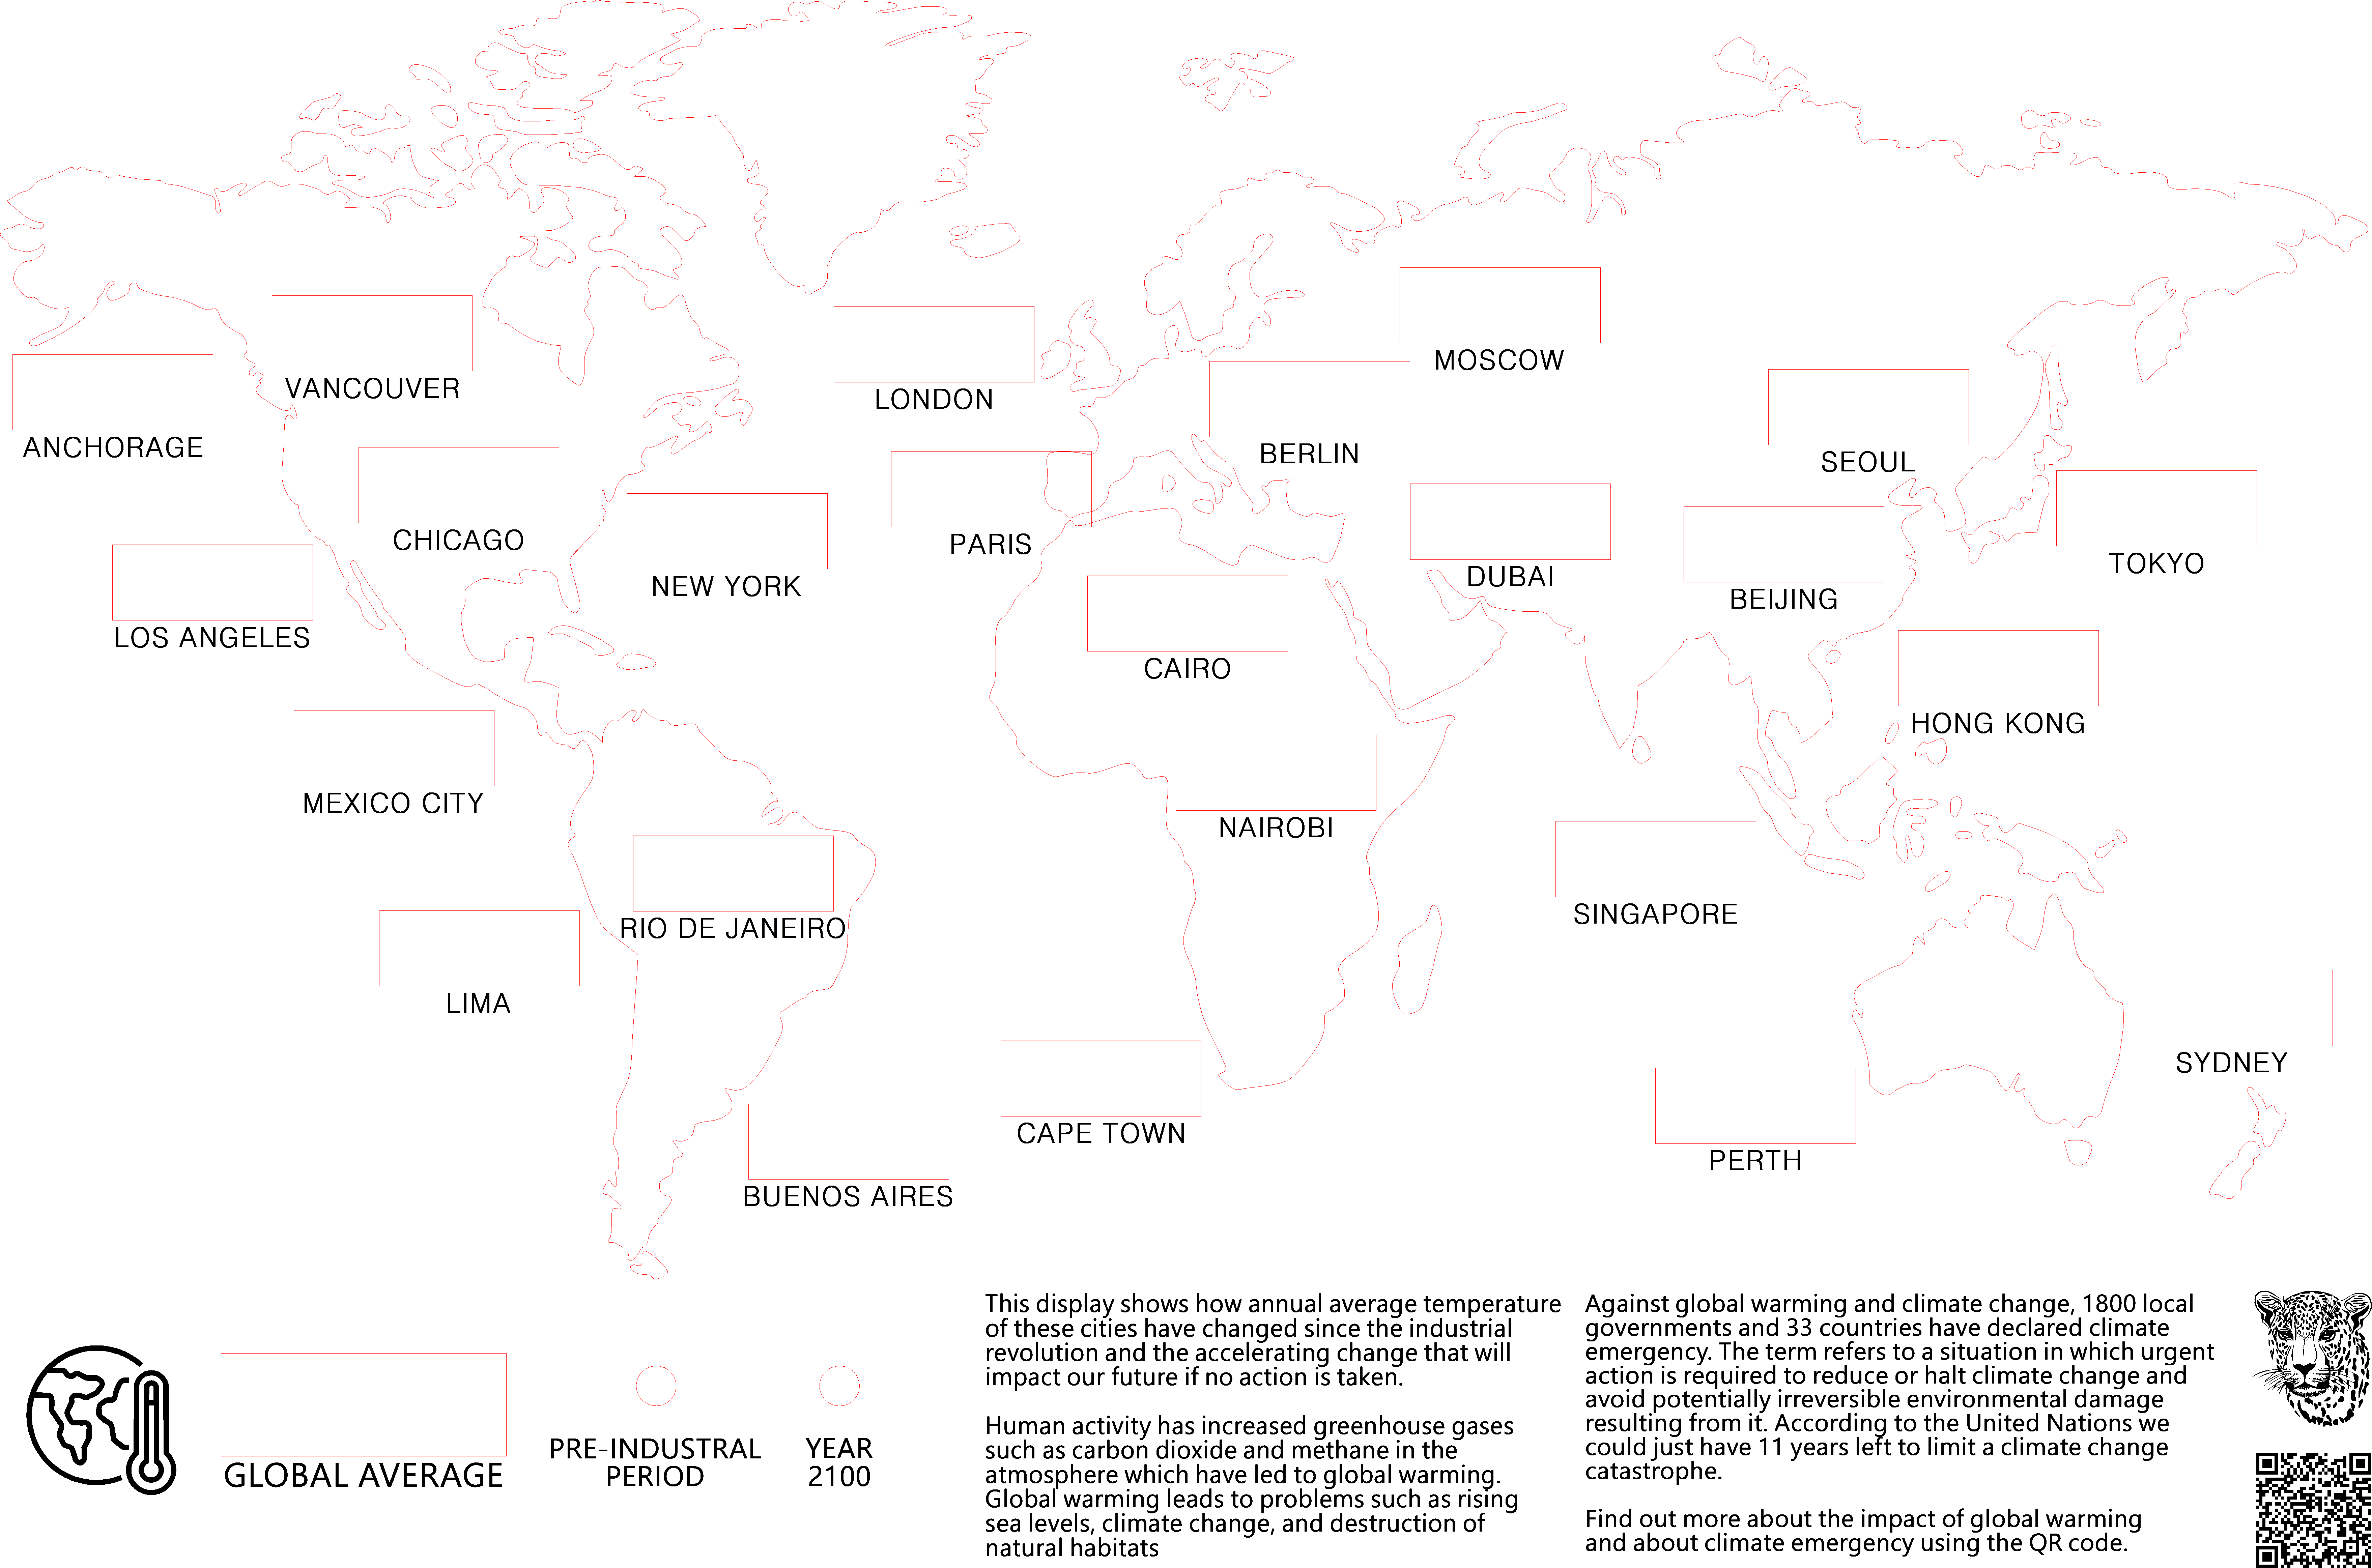 MOSCOW
VANCOUVER
LONDON
ANCHORAGE
BERLIN
SEOUL
CHICAGO
PARIS
NEW YORK
DUBAI
TOKYO
BEIJING
LOS ANGELES
CAIRO
HONG KONG
MEXICO CITY
NAIROBI
RIO DE JANEIRO
SINGAPORE
LIMA
SYDNEY
CAPE TOWN
PERTH
BUENOS AIRES
GLOBAL AVERAGE
PRE-INDUSTRAL
PERIOD
YEAR
2100
This display shows how annual average temperature
of these cities have changed since the industrial
revolution and the accelerating change that will
impact our future if no action is taken.
Human activity has increased greenhouse gases
such as carbon dioxide and methane in the
atmosphere which have led to global warming.
Global warming leads to problems such as rising
sea levels, climate change, and destruction of
natural habitats
Against global warming and climate change, 1800 local
governments and 33 countries have declared climate
emergency. The term refers to a situation in which urgent
action is required to reduce or halt climate change and
avoid potentially irreversible environmental damage
resulting from it. According to the United Nations we
could just have 11 years left to limit a climate change
catastrophe.
Find out more about the impact of global warming
and about climate emergency using the QR code.